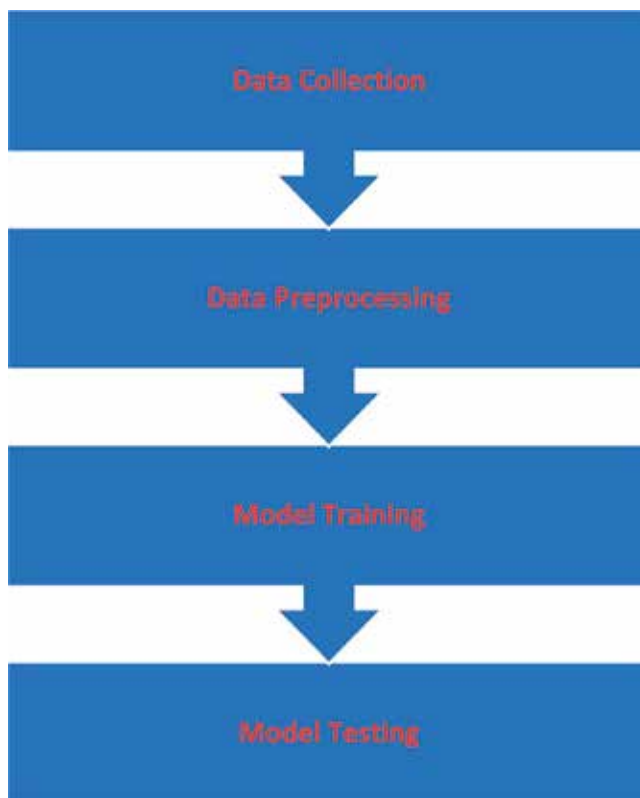 Data Collection
Data Preprocessing
Model Training
Model Testing